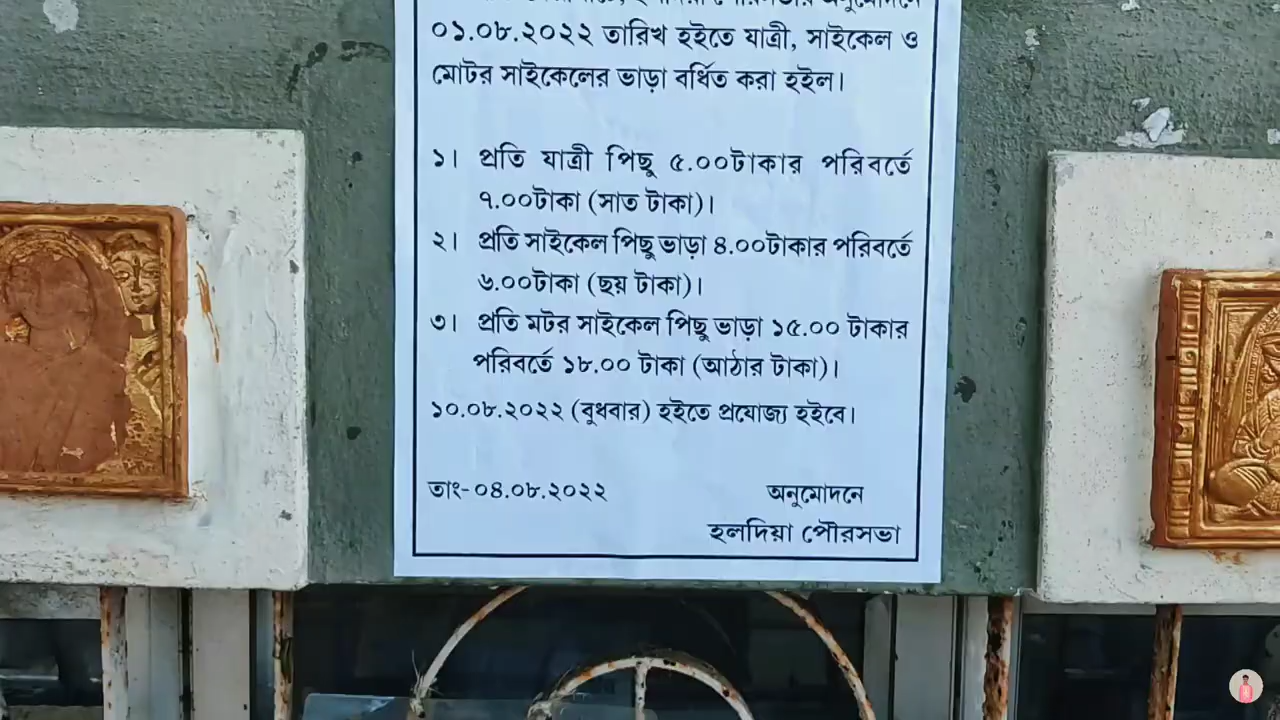 অনুমোদনে
০১.০৮.২০২২ তারিখ হইতে যাত্রী, সাইকেল ও
মোটর সাইকেলের ভাড়া বর্ধিত করা হইল।
১। প্রতি যাত্রী পিছু ৫.০০টাকার পরিবর্তে
৭.০০টাকা (সাত টাকা)।
২। প্রতি সাইকেল পিছু ভাড়া ৪.০০টাকার পরিবর্তে
৬.০০টাকা (ছয় টাকা)।
৩। প্রতি মটর সাইকেল পিছু ভাড়া ১৫.০০ টাকার
পরিবর্তে ১৮.০০ টাকা (আঠার টাকা)।
১০.০৮.২০২২ (বুধবার) হইতে প্রযোজ্য হইবে।
তাং-০৪.০৮.২০২২
অনুমোদনে
হলদিয়া পৌরসভা